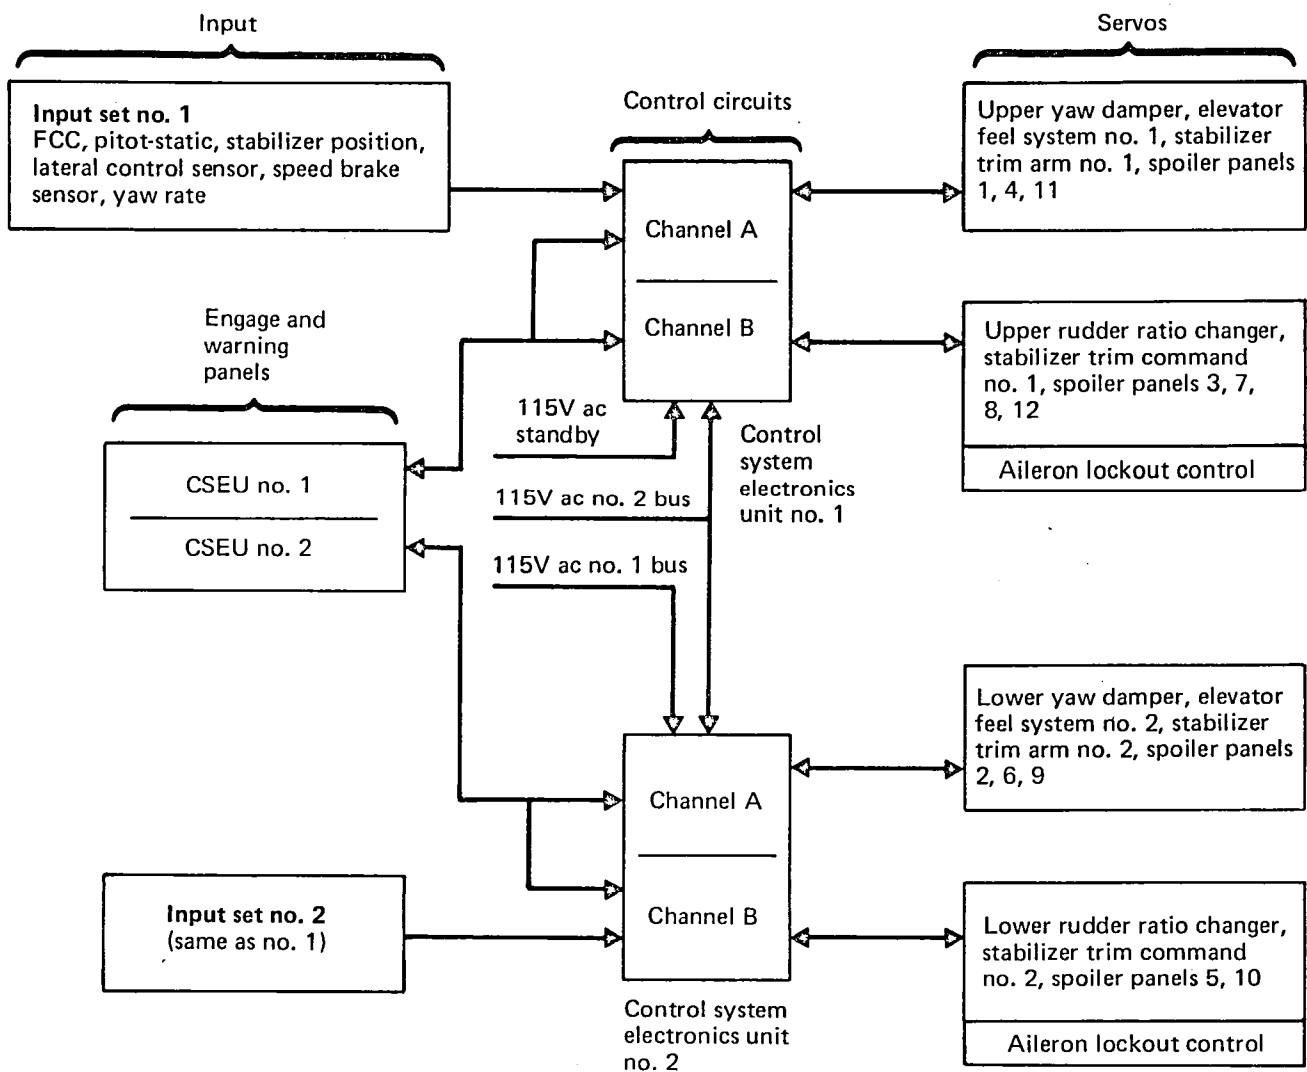 Input
Servos
Input set no. 1
FCC, pitot-static, stabilizer position,
lateral control sensor, speed brake
sensor, yaw rate
Control circuits
Upper yaw damper, elevator
feel system no. 1, stabilizer
trim arm no. 1, spoiler panels
1, 4, 11
Channel A
Channel B
Engage and
warning
panels
Upper rudder ratio changer,
stabilizer trim command
no. 1, spoiler panels 3, 7,
8, 12
Aileron lockout control
115V ac
standby
Control
system
electronics
unit no. 1
CSEU no. 1
CSEU no. 2
115V ac no. 2 bus
115V ac no. 1 bus
Lower yaw damper, elevator
feel system no. 2, stabilizer
trim arm no. 2, spoiler panels
2, 6, 9
Channel A
Channel B
Input set no. 2
(same as no. 1)
Lower rudder ratio changer,
stabilizer trim command
no. 2, spoiler panels 5, 10
Aileron lockout control
Control system
electronics unit
no. 2